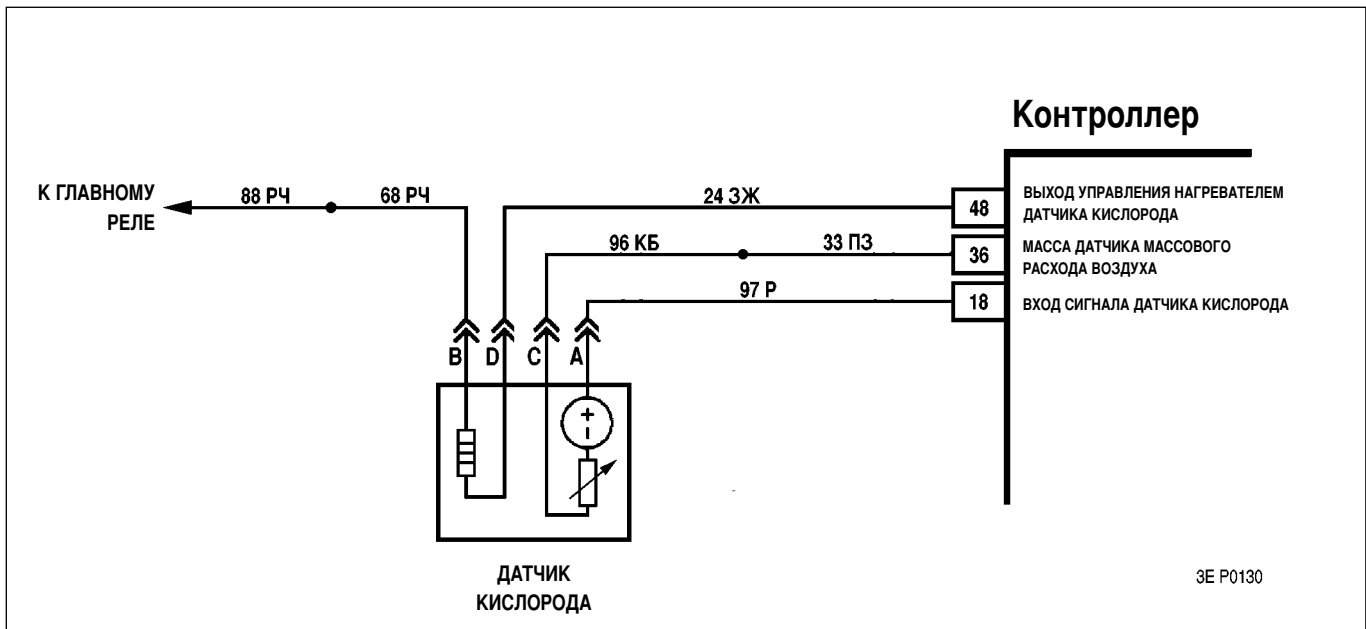 Контроллер
К ГЛАВНОМУ
РЕЛЕ
88 РЧ
68 РЧ
24 ЗЖ
48
ВЫХОД УПРАВЛЕНИЯ НАГРЕВАТЕЛЕМ
ДАТЧИКА КИСЛОРОДА
96 КБ
33 ПЗ
36
МАССА ДАТЧИКА МАССОВОГО
РАСХОДА ВОЗДУХА
97 Р
18
ВХОД СИГНАЛА ДАТЧИКА КИСЛОРОДА
B
D
C
A
+
–
ДАТЧИК
КИСЛОРОДА
3E P0130